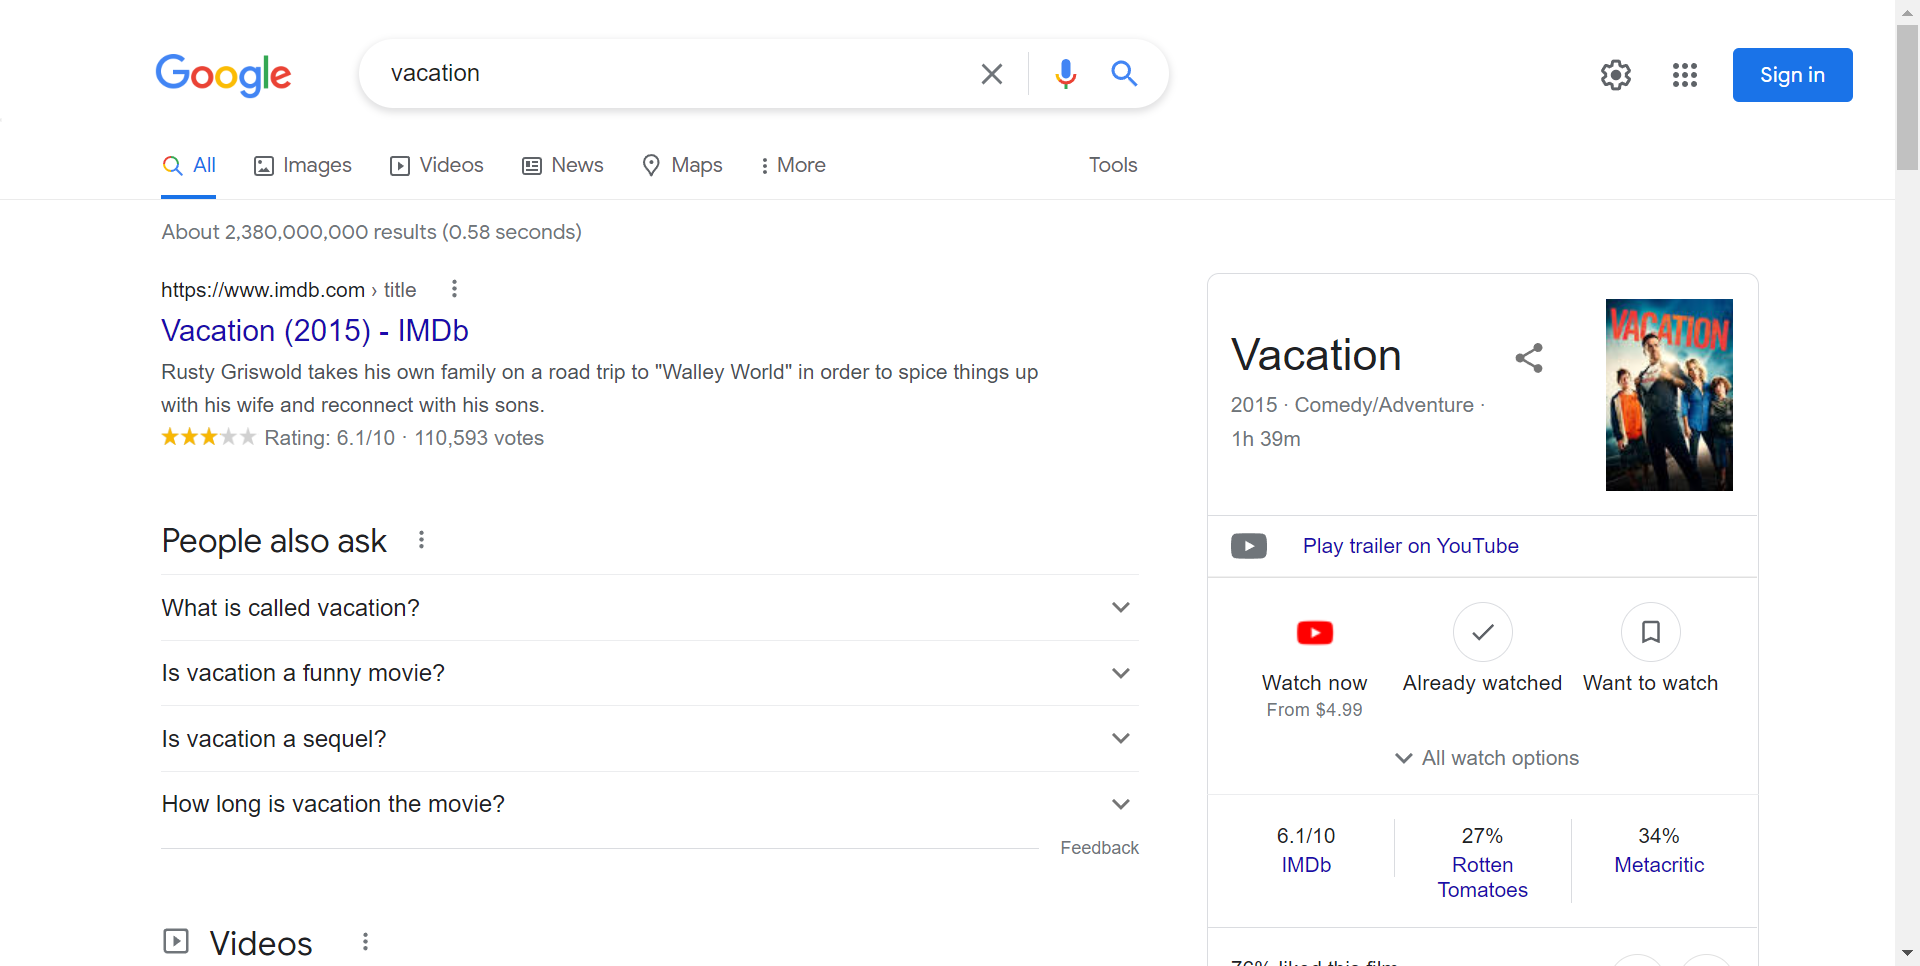 Google
vacation
Sign in
All
Images
Videos
News
Maps
More
Tools
About 2,380,000,000 results (0.58 seconds)
https://www.imdb.com › title
Vacation (2015) - IMDb
Rusty Griswold takes his own family on a road trip to "Walley World" in order to spice things up
with his wife and reconnect with his sons.
Rating: 6.1/10 · 110,593 votes
People also ask
What is called vacation?
Is vacation a funny movie?
Is vacation a sequel?
How long is vacation the movie?
Feedback
Videos
Vacation
2015 · Comedy/Adventure ·
1h 39m
VACATION
Play trailer on YouTube
Watch now
From $4.99
Already watched
Want to watch
All watch options
6.1/10
IMDb
27%
Rotten
Tomatoes
34%
Metacritic
76% liked this film